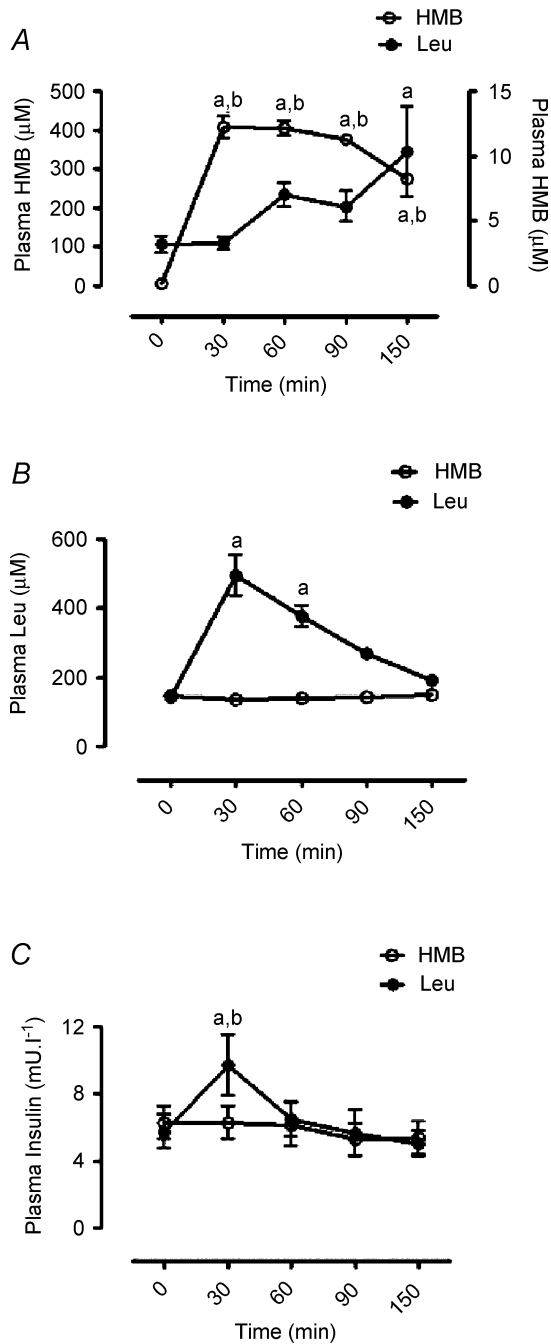 A
HMB
Leu
Plasma HMB (μM)
500
400
300
200
100
0
a,b
a,b
a,b
a
a,b
15
10
5
0
Plasma HMB (μM)
0
30
60
90
150
Time (min)
B
HMB
Leu
Plasma Leu (μM)
600
400
200
0
a
a
0
30
60
90
150
Time (min)
C
HMB
Leu
Plasma Insulin (mU.l⁻¹)
12
8
4
0
a,b
0
30
60
90
150
Time (min)